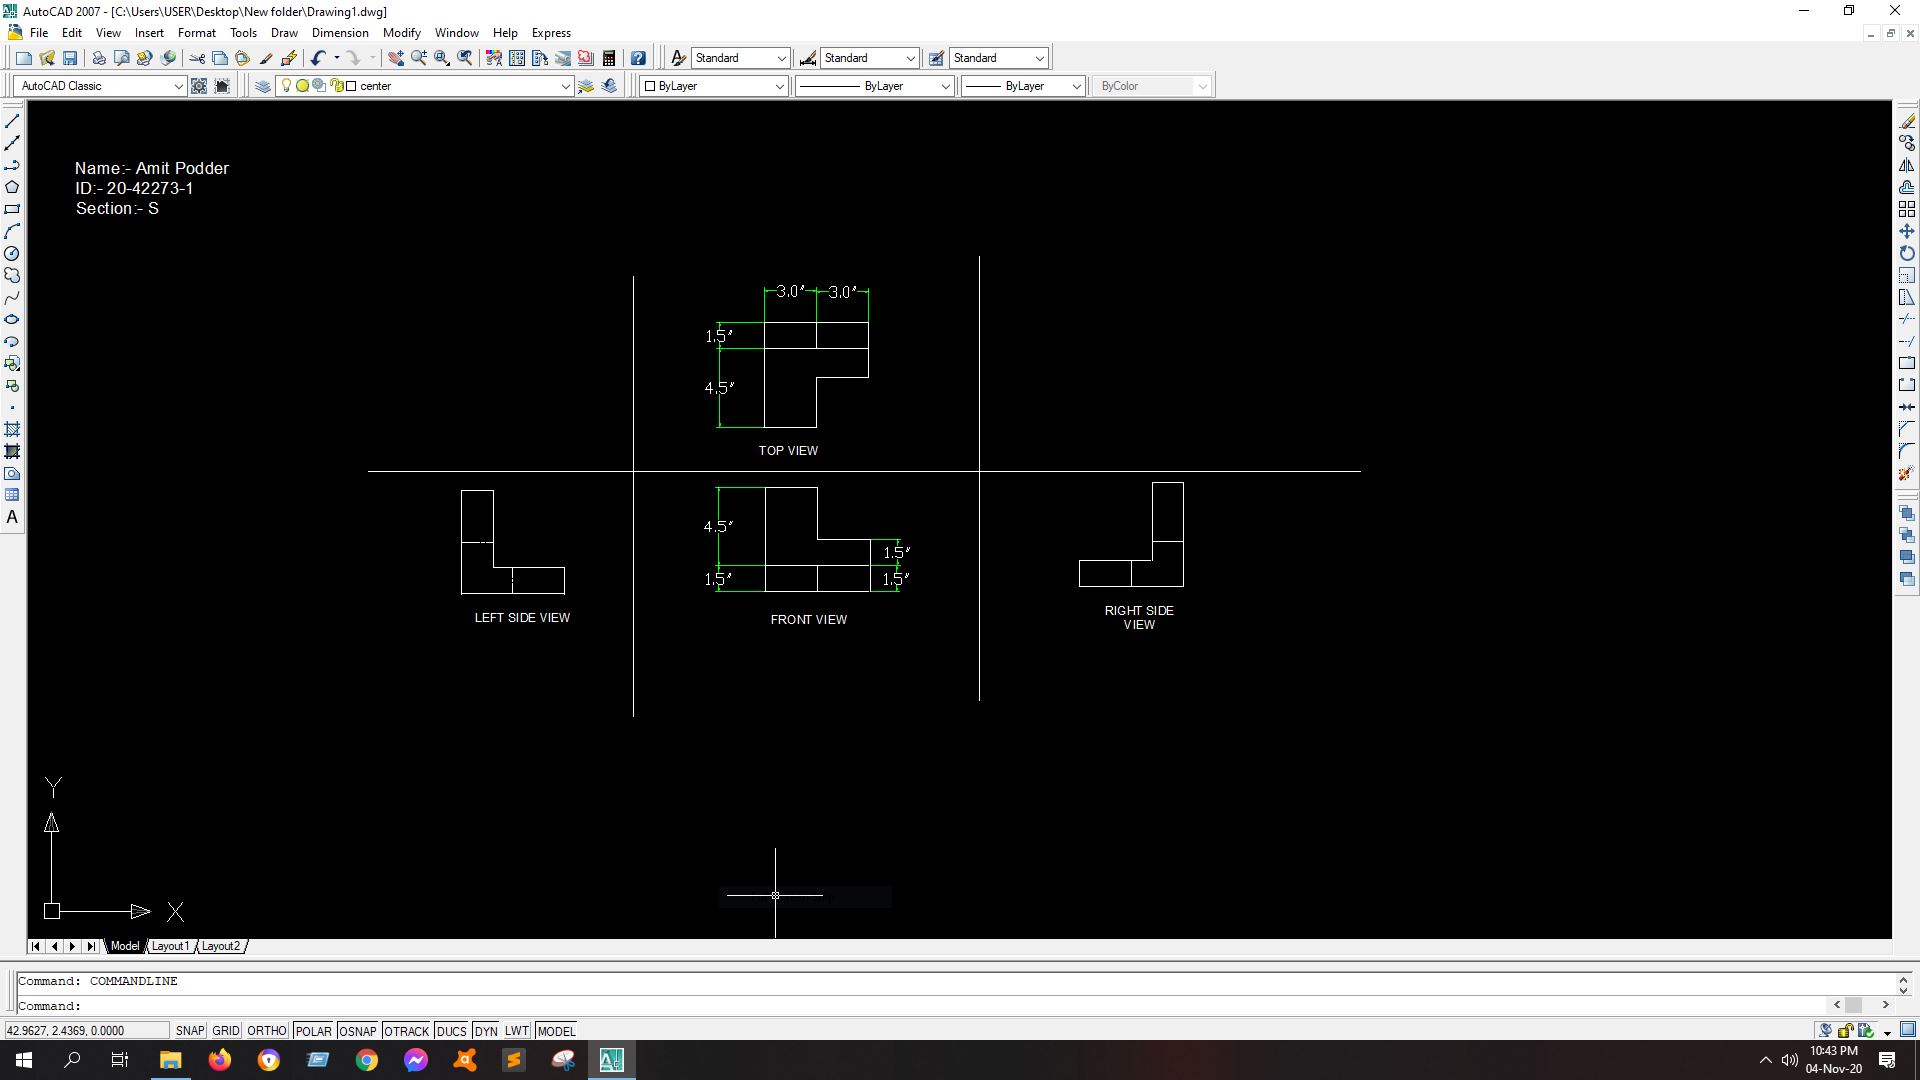 AutoCAD 2007 - [C:\Users\USER\Desktop\New folder\Drawing1.dwg]
File Edit View Insert Format Tools Draw Dimension Modify Window Help Express
Standard Standard Standard
AutoCAD Classic center ByLayer ByLayer ByLayer ByColor
Name:- Amit Podder
ID:- 20-42273-1
Section:- S
3.0" 3.0"
1.5"
4.5"
TOP VIEW
4.5"
1.5"
1.5"
1.5"
LEFT SIDE VIEW
FRONT VIEW
RIGHT SIDE
VIEW
A
Y
X
Model Layout1 Layout2
Command: COMMANDLINE
Command:
42.9627, 2.4369, 0.0000 SNAP GRID ORTHO POLAR OSNAP OTRACK DUCS DYN LWT MODEL
10:43 PM
04-Nov-20